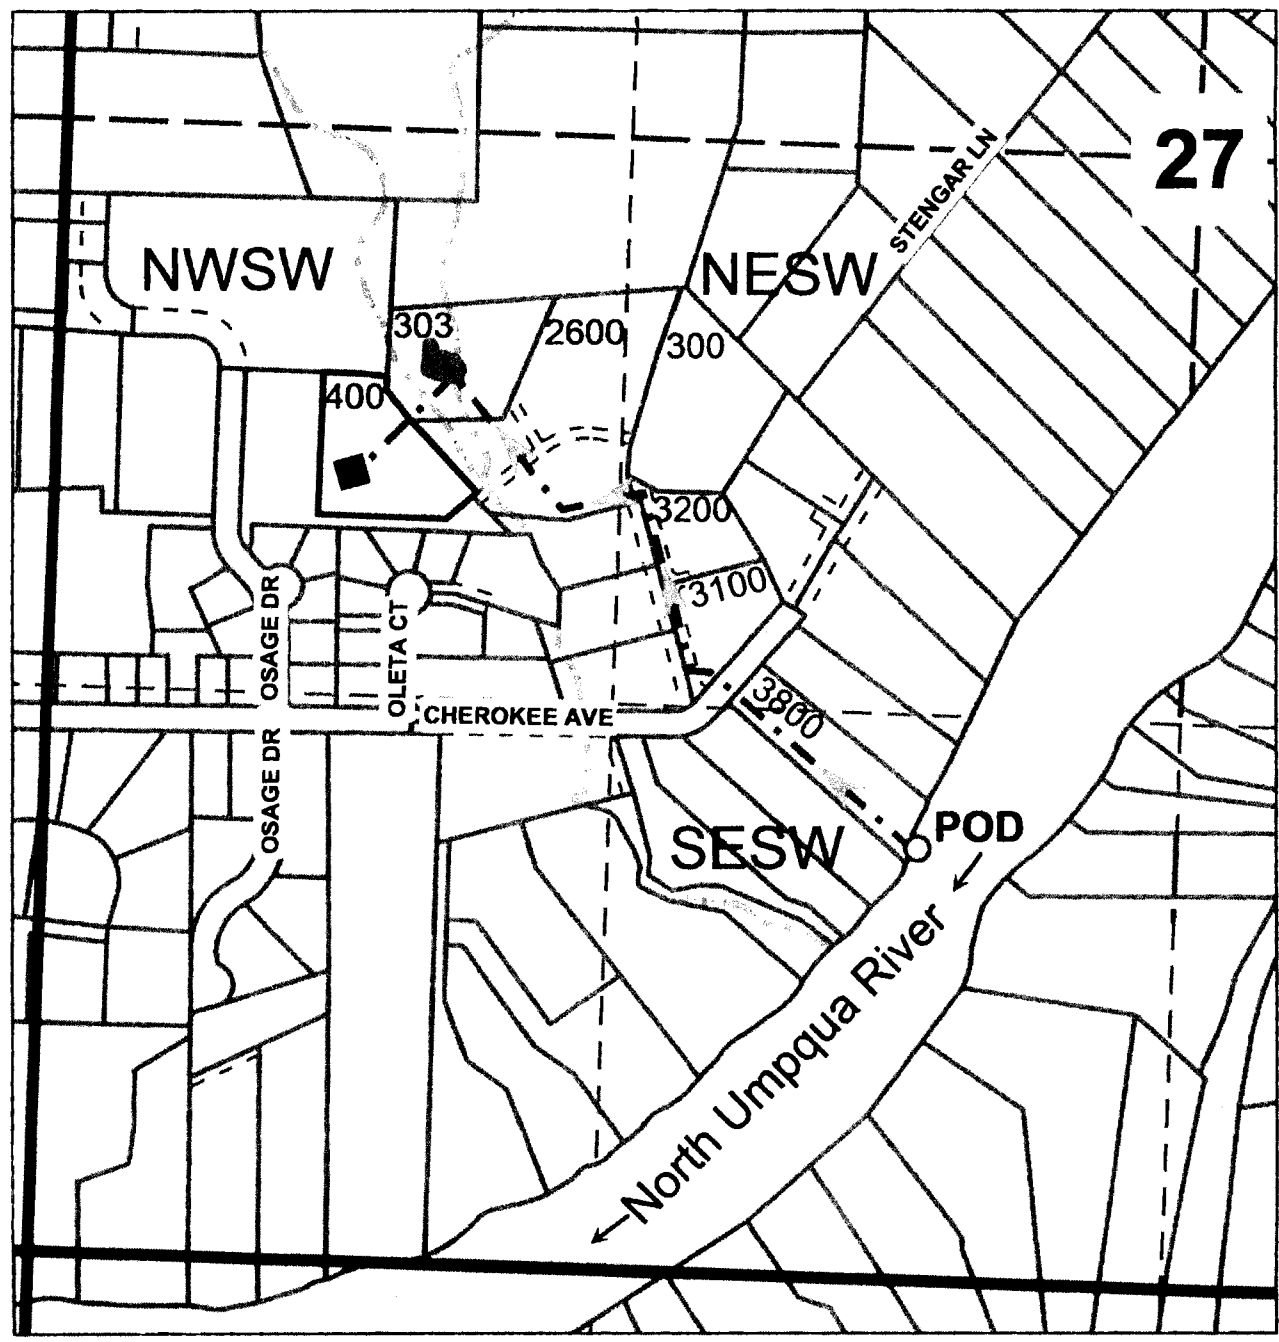 27
STENGAR LN
NWSW
NESW
303
2600
300
400
3200
3100
OSAGE DR
OLETA CT
3800
CHEROKEE AVE
OSAGE DR
POD
SESW
North Umpqua River